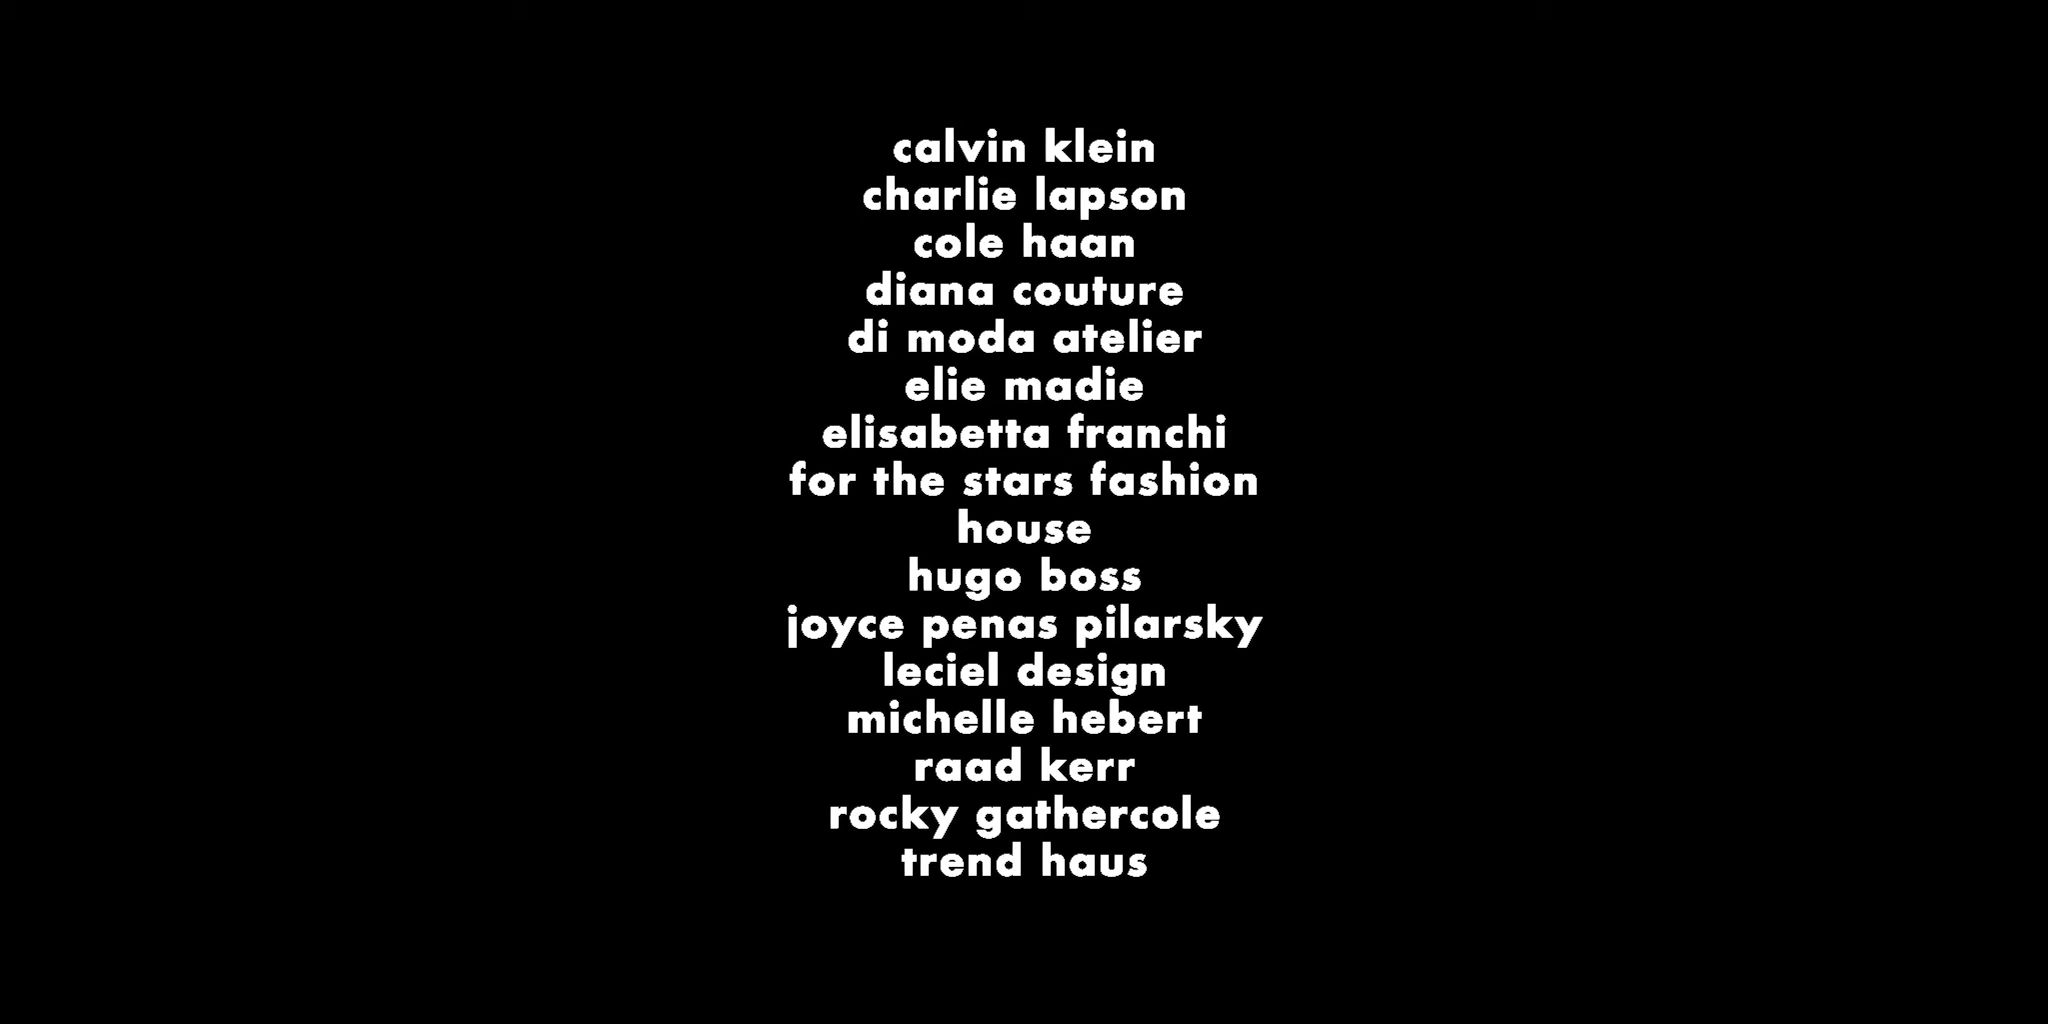 calvin klein
charlie lapson
cole haan
diana couture
di moda atelier
elie madie
elisabetta franchi
for the stars fashion
house
hugo boss
joyce penas pilarsky
leciel design
michelle hebert
raad kerr
rocky gathercole
trend haus